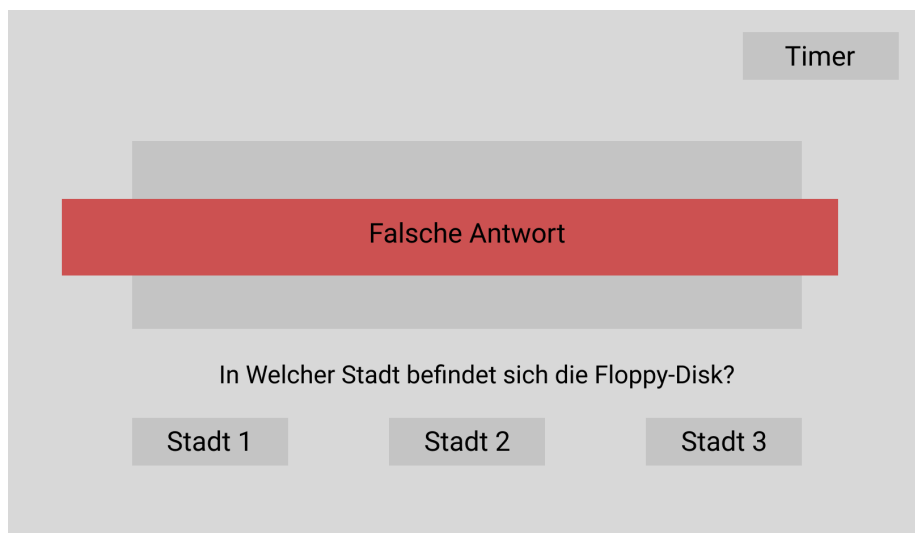 Timer
Falsche Antwort
In Welcher Stadt befindet sich die Floppy-Disk?
Stadt 1
Stadt 2
Stadt 3